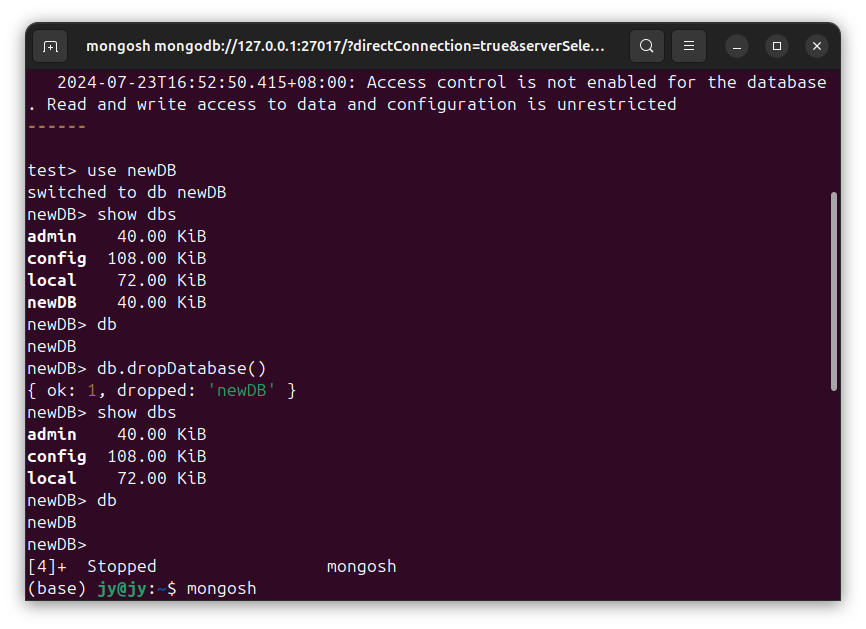 mongosh mongodb://127.0.0.1:27017/?directConnection=true&serverSele...
2024-07-23T16:52:50.415+08:00: Access control is not enabled for the database
. Read and write access to data and configuration is unrestricted
------
test> use newDB
switched to db newDB
newDB> show dbs
admin    40.00 KiB
config  108.00 KiB
local    72.00 KiB
newDB    40.00 KiB
newDB> db
newDB
newDB> db.dropDatabase()
{ ok: 1, dropped: 'newDB' }
newDB> show dbs
admin    40.00 KiB
config  108.00 KiB
local    72.00 KiB
newDB> db
newDB
newDB>
[4]+  Stopped                 mongosh
(base) jy@jy:~$ mongosh